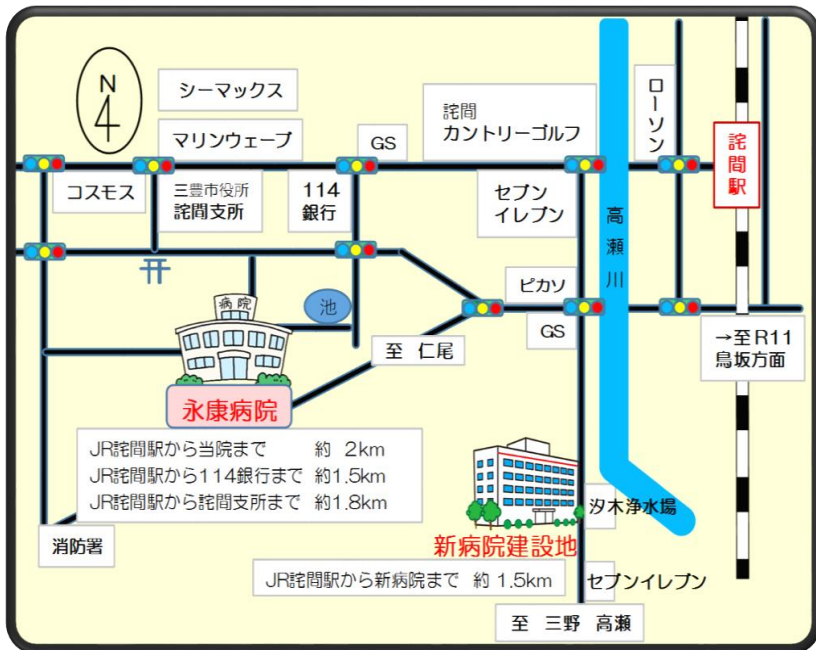 N
シーマックス
マリンウェーブ
GS
詫間
カントリーゴルフ
ローソン
詫間駅
コスモス
三豊市役所
詫間支所
114
銀行
セブン
イレブン
高瀬川
病院
池
ピカソ
GS
至 仁尾
→至R11
鳥坂方面
永康病院
JR詫間駅から当院まで 約 2km
JR詫間駅から114銀行まで 約1.5km
JR詫間駅から詫間支所まで 約1.8km
汐木浄水場
消防署
新病院建設地
JR詫間駅から新病院まで 約 1.5km
セブンイレブン
至 三野 高瀬